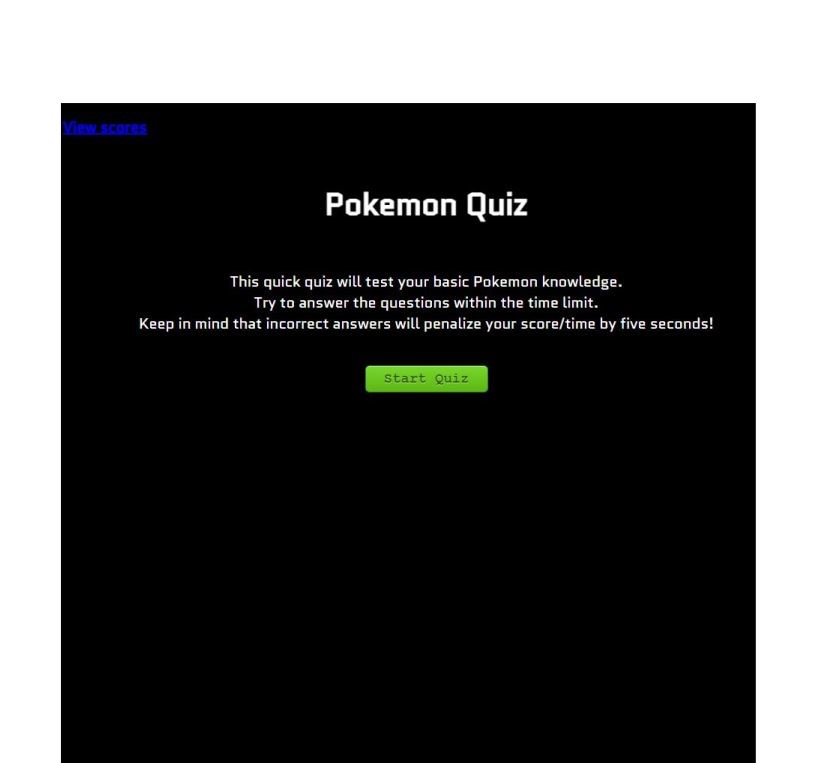 View scores
Pokemon Quiz
This quick quiz will test your basic Pokemon knowledge.
Try to answer the questions within the time limit.
Keep in mind that incorrect answers will penalize your score/time by five seconds!
Start Quiz